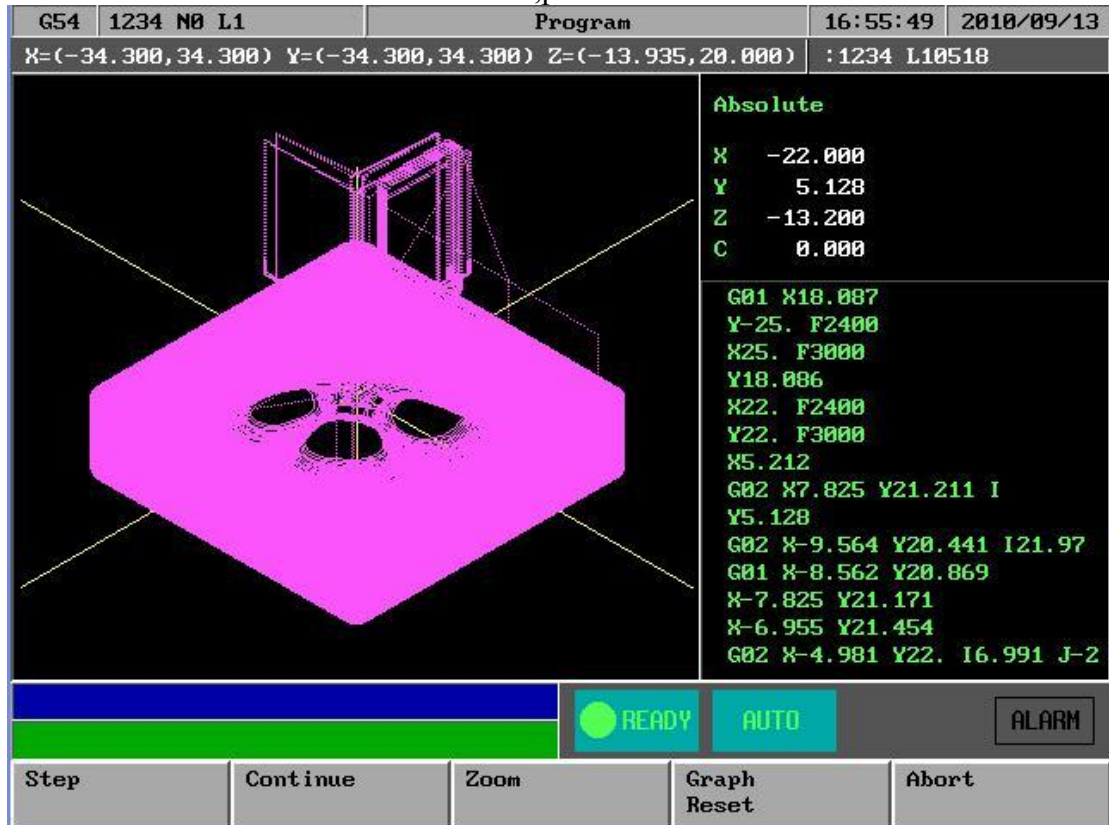 G54 1234 N0 L1 Program 16:55:49 2010/09/13
X=(-34.300,34.300) Y=(-34.300,34.300) Z=(-13.935,20.000) :1234 L10518
Absolute
X -22.000
Y 5.128
Z -13.200
C 0.000
G01 X18.087
Y-25. F2400
X25. F3000
Y18.086
X22. F2400
Y22. F3000
X5.212
G02 X7.825 Y21.211 I
Y5.128
G02 X-9.564 Y20.441 I21.97
G01 X-8.562 Y20.869
X-7.825 Y21.171
X-6.955 Y21.454
G02 X-4.981 Y22. I6.991 J-2
READY AUTO ALARM
Step Continue Zoom Graph Reset Abort